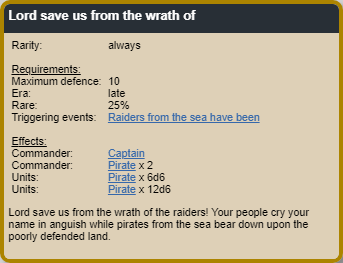 Lord save us from the wrath of
Rarity: always
Requirements:
Maximum defence: 10
Era: late
Rare: 25%
Triggering events: Raiders from the sea have been
Effects:
Commander: Captain
Commander: Pirate x 2
Units: Pirate x 6d6
Units: Pirate x 12d6
Lord save us from the wrath of the raiders! Your people cry your
name in anguish while pirates from the sea bear down upon the
poorly defended land.